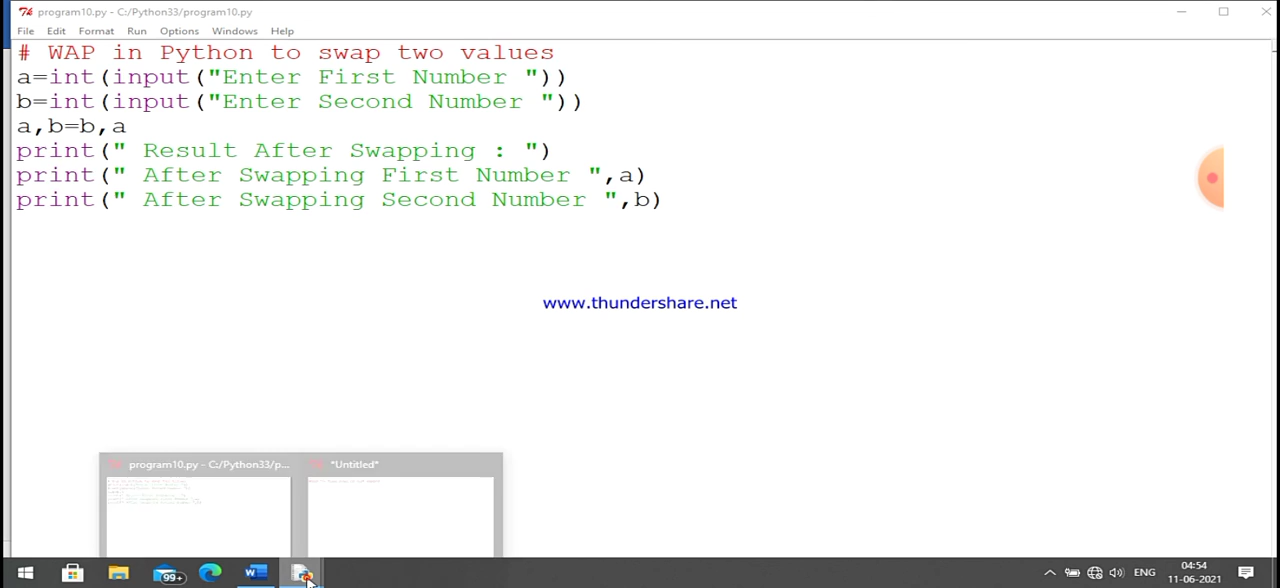 program10.py - C:/Python33/program10.py
File Edit Format Run Options Windows Help
# WAP in Python to swap two values
a=int(input("Enter First Number "))
b=int(input("Enter Second Number "))
a,b=b,a
print(" Result After Swapping : ")
print(" After Swapping First Number ",a)
print(" After Swapping Second Number ",b)
www.thundershare.net
program10.py - C:/Python33/p... *Untitled*
99+ ENG 04:54
11-06-2021